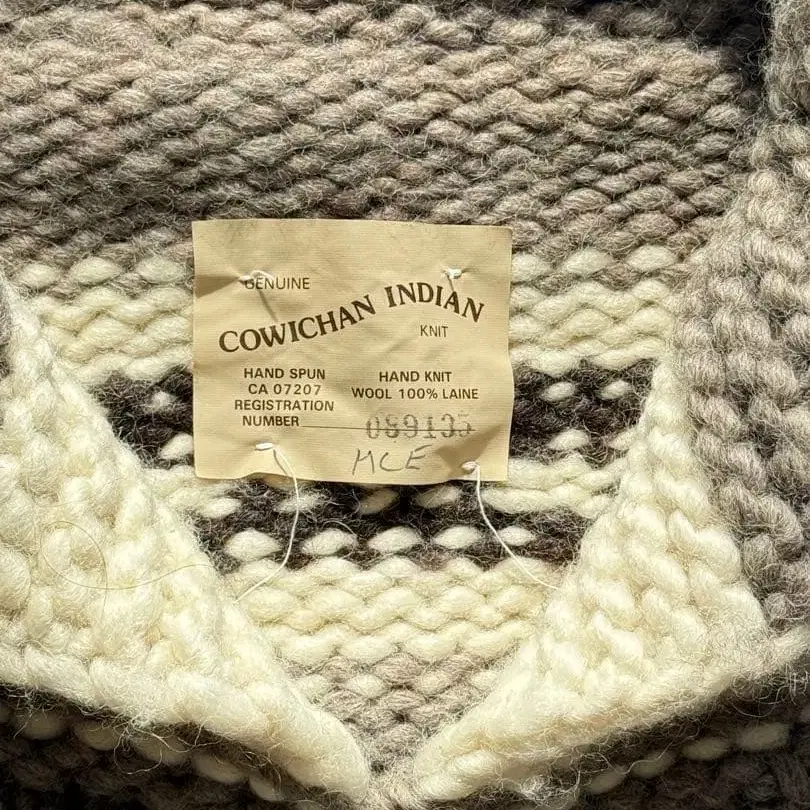 GENUINE
COWICHAN INDIAN
KNIT
HAND SPUN
CA 07207
REGISTRATION
NUMBER
HAND KNIT
WOOL 100% LAINE
089135
MCE